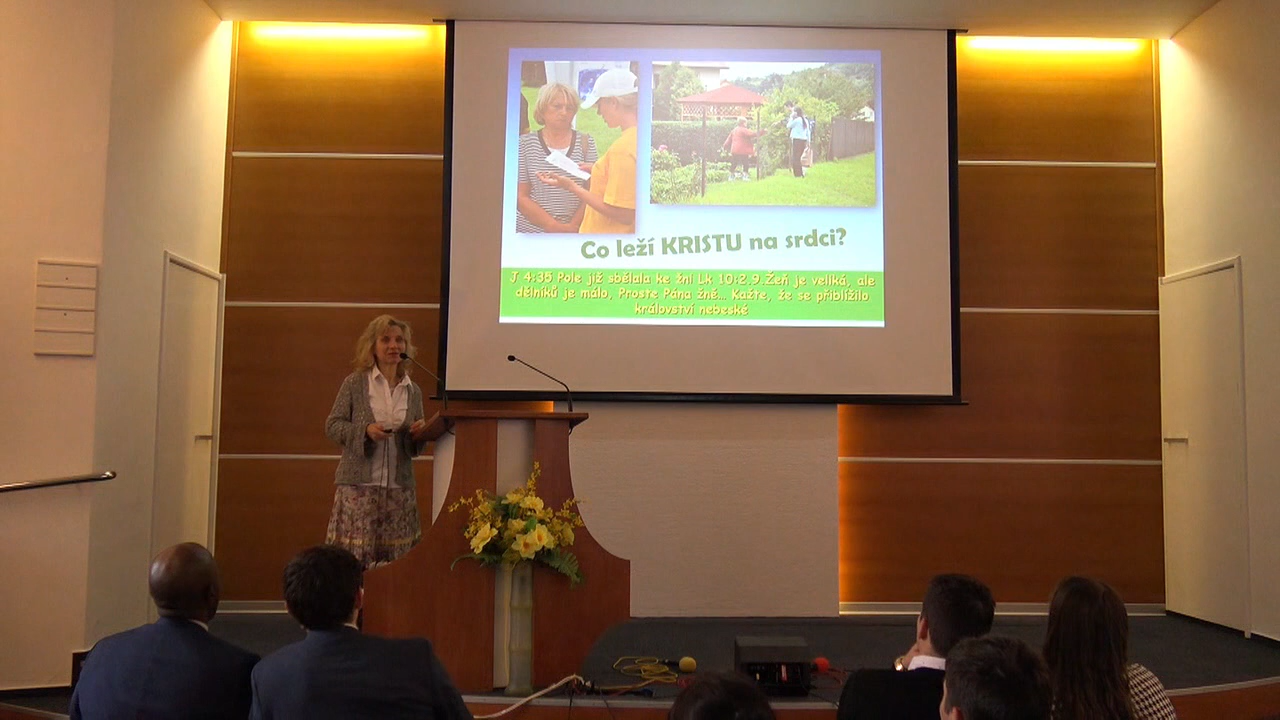 Co leží KRISTU na srdci?
J 4:35 Pole již sbělala ke žni Lk 10:2.9 Žeň je veliká, ale
dělníků je málo, Proste Pána žně... Kažte, že se přiblížilo
království nebeské